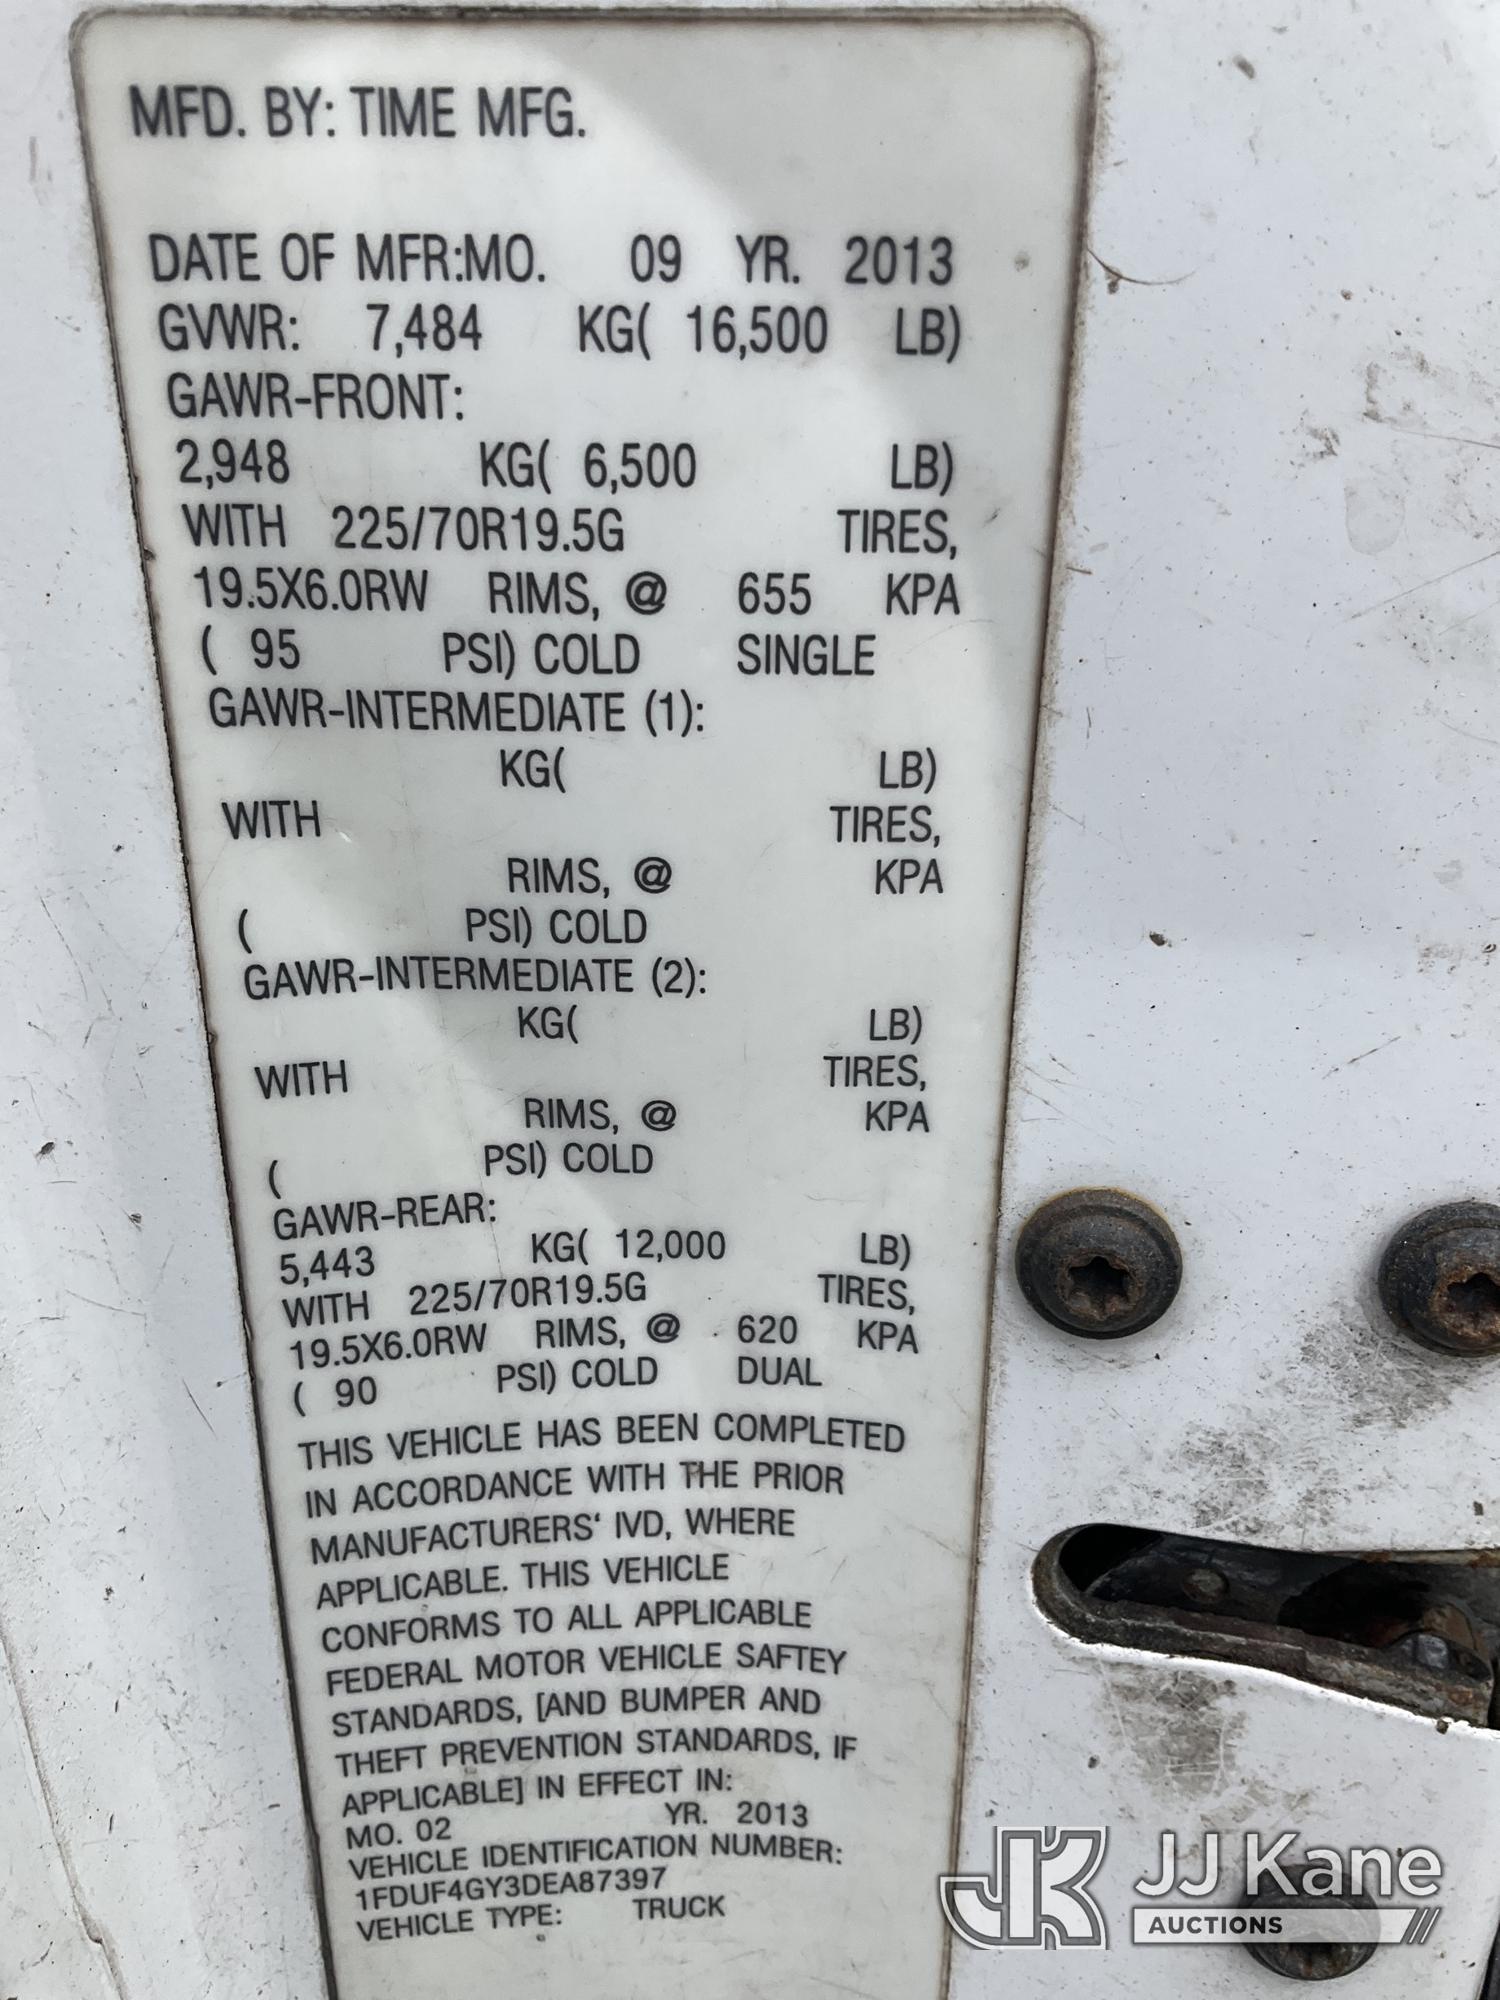 MFD. BY: TIME MFG.
DATE OF MFR:MO. 09 YR. 2013
GVWR: 7,484 KG( 16,500 LB)
GAWR-FRONT:
2,948 KG( 6,500 LB)
WITH 225/70R19.5G TIRES,
19.5X6.0RW RIMS, @ 655 KPA
( 95 PSI) COLD SINGLE
GAWR-INTERMEDIATE (1):
KG( LB)
WITH TIRES,
RIMS, @ KPA
( PSI) COLD
GAWR-INTERMEDIATE (2):
KG( LB)
WITH TIRES,
RIMS, @ KPA
( PSI) COLD
GAWR-REAR:
5,443 KG( 12,000 LB)
WITH 225/70R19.5G TIRES,
19.5X6.0RW RIMS, @ 620 KPA
( 90 PSI) COLD DUAL
THIS VEHICLE HAS BEEN COMPLETED
IN ACCORDANCE WITH THE PRIOR
MANUFACTURERS' IVD, WHERE
APPLICABLE. THIS VEHICLE
CONFORMS TO ALL APPLICABLE
FEDERAL MOTOR VEHICLE SAFTEY
STANDARDS, [AND BUMPER AND
THEFT PREVENTION STANDARDS, IF
APPLICABLE] IN EFFECT IN:
MO. 02 YR. 2013
VEHICLE IDENTIFICATION NUMBER:
1FDUF4GY3DEA87397
VEHICLE TYPE: TRUCK
JK JJ Kane
AUCTIONS